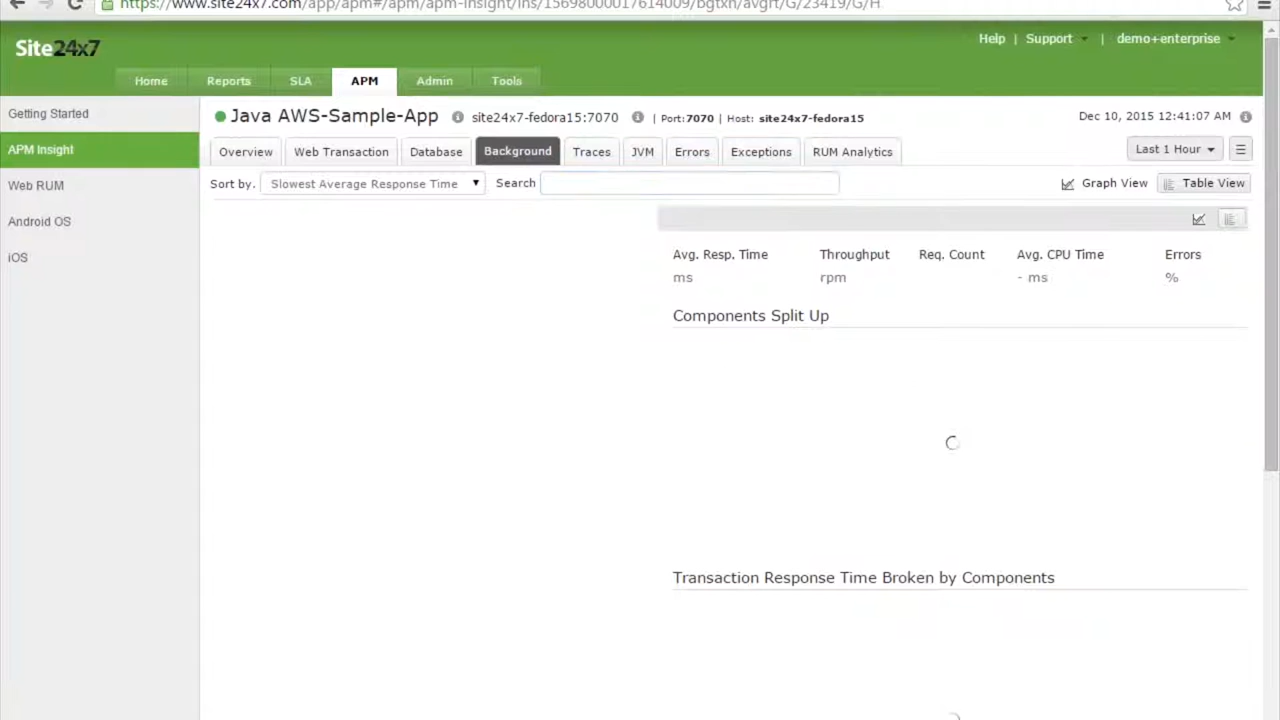 https://www.site24x7.com/app/apm#/apm/apm-insight/ins/15698000017614009/bgtxn/avgrt/G/23419/G/H
Site24x7
Help | Support | demo+enterprise
Home Reports SLA APM Admin Tools
Getting Started
APM Insight
Web RUM
Android OS
iOS
Java AWS-Sample-App site24x7-fedora15:7070 | Port:7070 | Host: site24x7-fedora15
Dec 10, 2015 12:41:07 AM
Overview Web Transaction Database Background Traces JVM Errors Exceptions RUM Analytics
Last 1 Hour
Sort by. Slowest Average Response Time Search
Graph View Table View
Avg. Resp. Time Throughput Req. Count Avg. CPU Time Errors
ms rpm - ms %
Components Split Up
Transaction Response Time Broken by Components